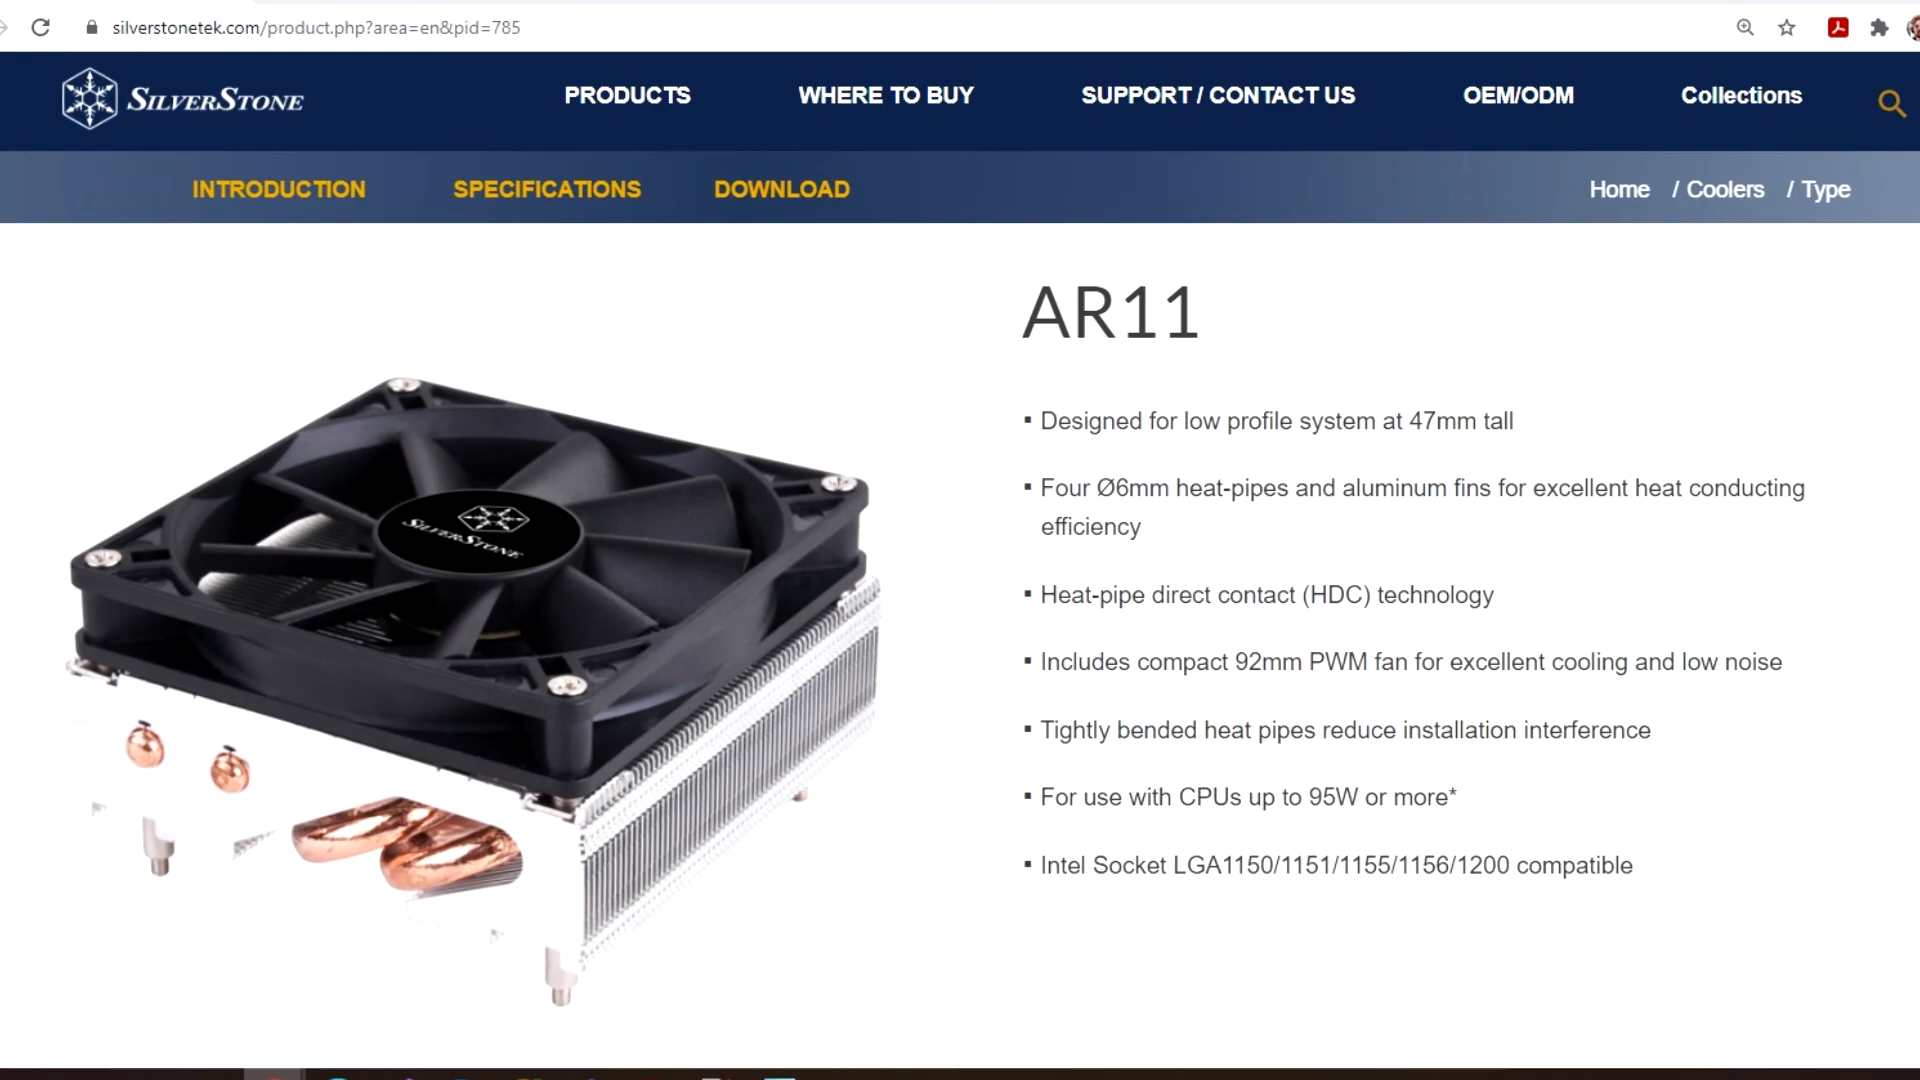 silverstonetek.com/product.php?area=en&pid=785
SILVERSTONE
PRODUCTS
WHERE TO BUY
SUPPORT / CONTACT US
OEM/ODM
Collections
INTRODUCTION
SPECIFICATIONS
DOWNLOAD
Home / Coolers / Type
AR11
▪ Designed for low profile system at 47mm tall
▪ Four Ø6mm heat-pipes and aluminum fins for excellent heat conducting
efficiency
▪ Heat-pipe direct contact (HDC) technology
▪ Includes compact 92mm PWM fan for excellent cooling and low noise
▪ Tightly bended heat pipes reduce installation interference
▪ For use with CPUs up to 95W or more*
▪ Intel Socket LGA1150/1151/1155/1156/1200 compatible
SILVERSTONE